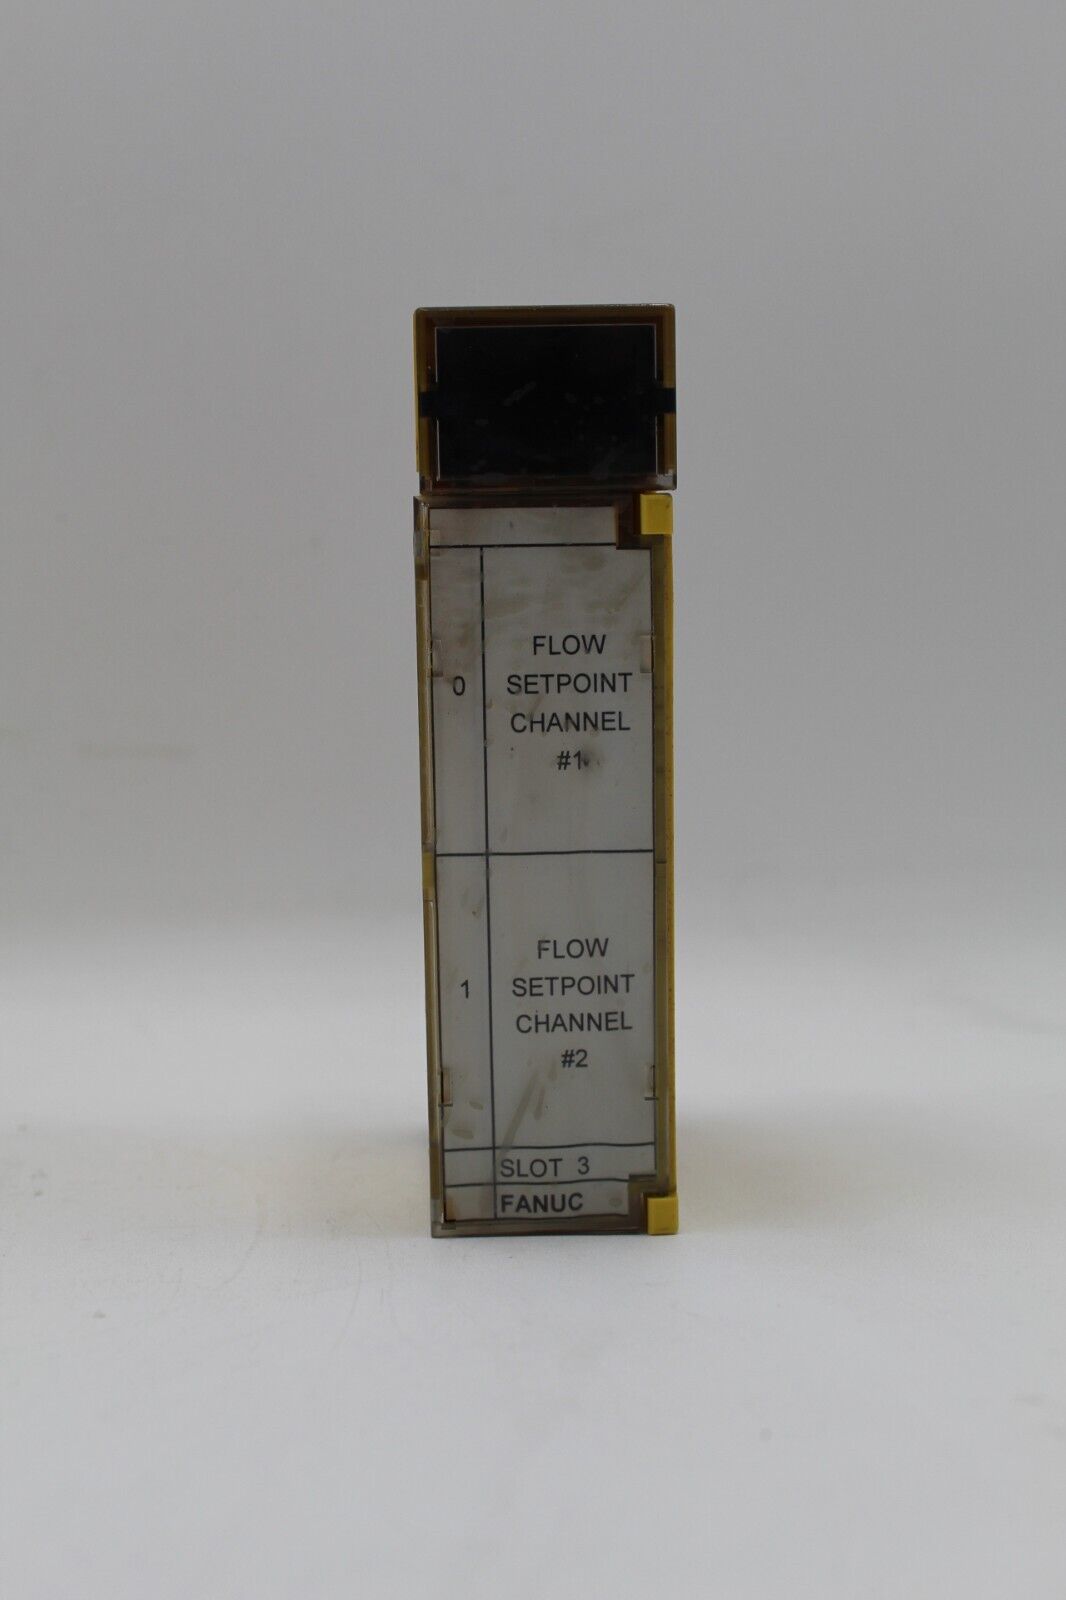 0
FLOW
SETPOINT
CHANNEL
#1
1
FLOW
SETPOINT
CHANNEL
#2
SLOT 3
FANUC